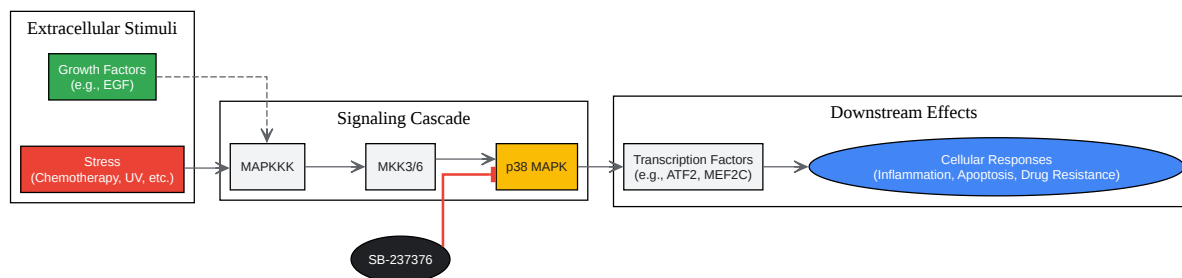 Extracellular Stimuli
Growth Factors
(e.g., EGF)
Stress
(Chemotherapy, UV, etc.)
Signaling Cascade
MAPKKK
MKK3/6
p38 MAPK
SB-237376
Downstream Effects
Transcription Factors
(e.g., ATF2, MEF2C)
Cellular Responses
(Inflammation, Apoptosis, Drug Resistance)